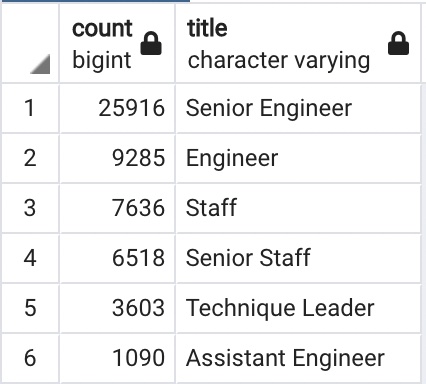 count title
bigint character varying
1 25916 Senior Engineer
2 9285 Engineer
3 7636 Staff
4 6518 Senior Staff
5 3603 Technique Leader
6 1090 Assistant Engineer